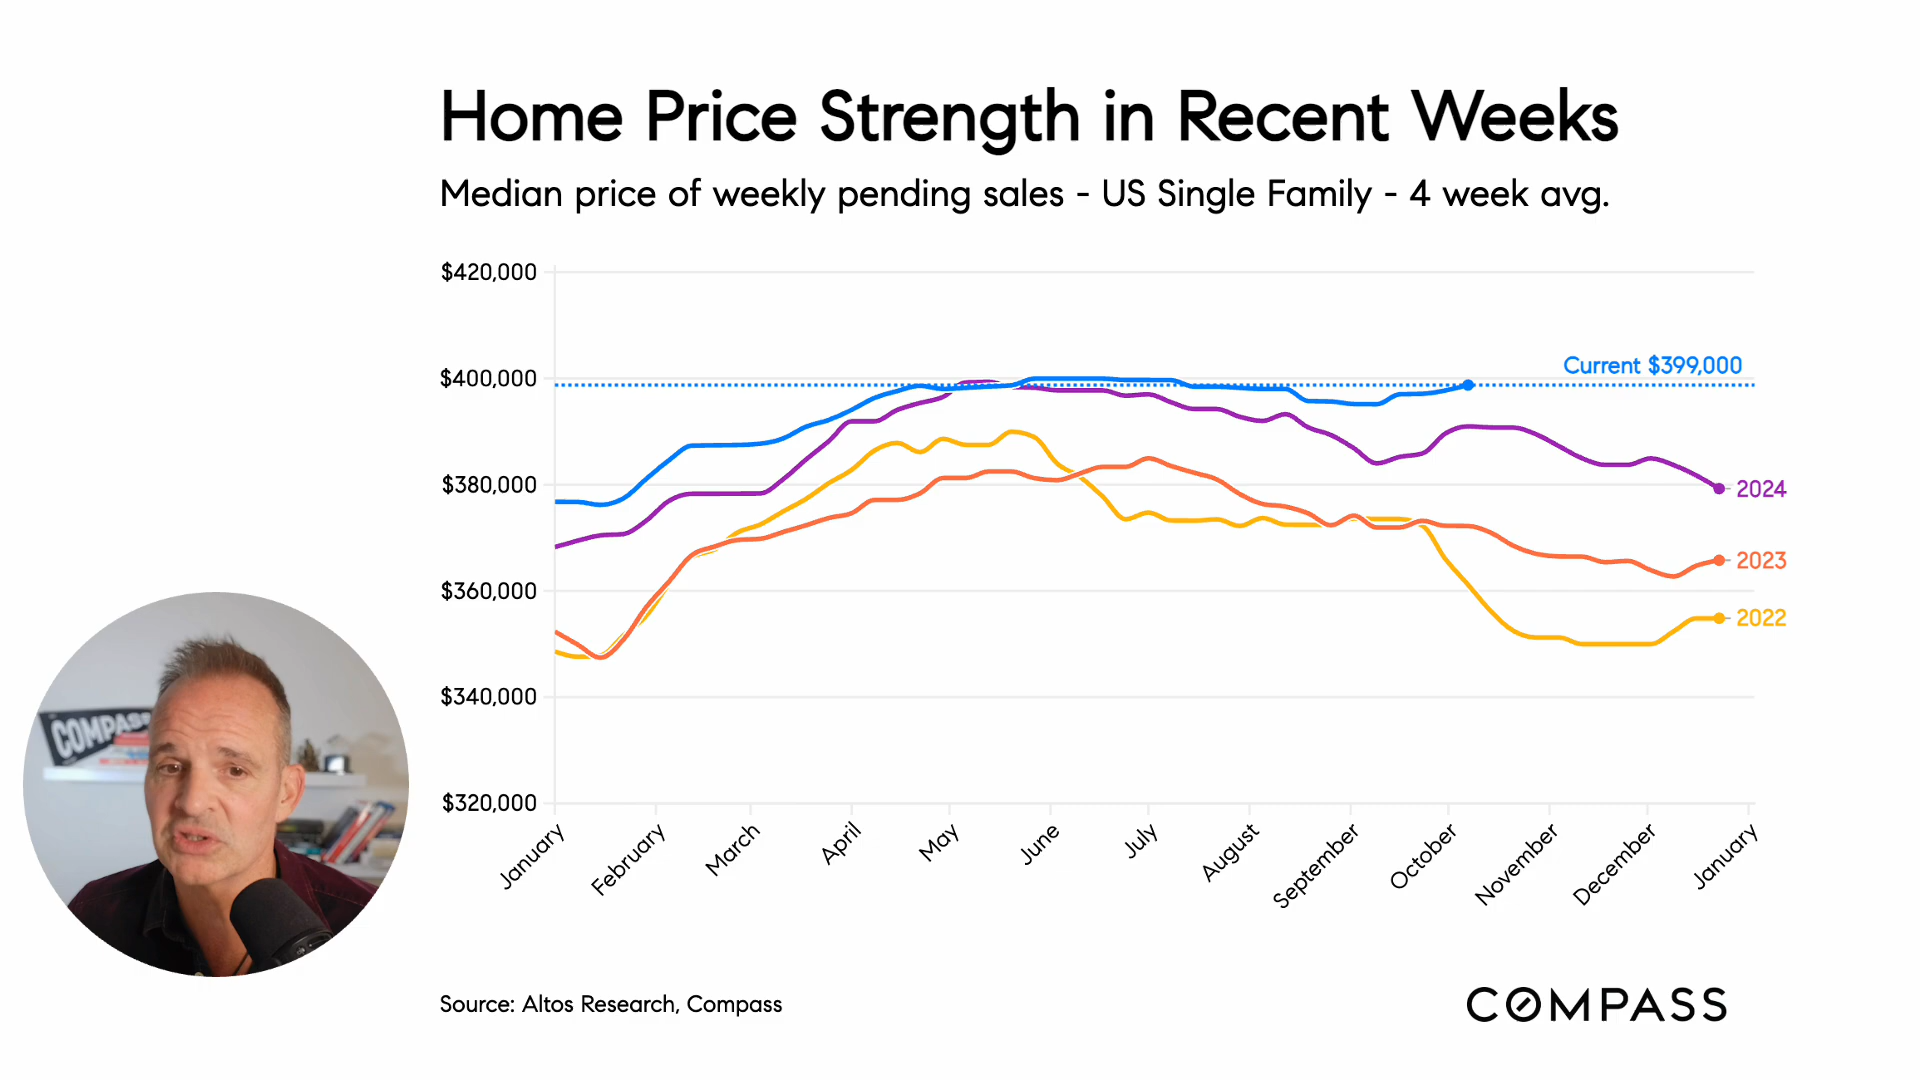 Home Price Strength in Recent Weeks
Median price of weekly pending sales - US Single Family - 4 week avg.
$420,000
Current $399,000
$400,000
$380,000
2024
2023
$360,000
2022
$340,000
$320,000
January
February
March
April
May
June
July
August
September
October
November
December
January
COMPASS
Source: Altos Research, Compass
COMPASS